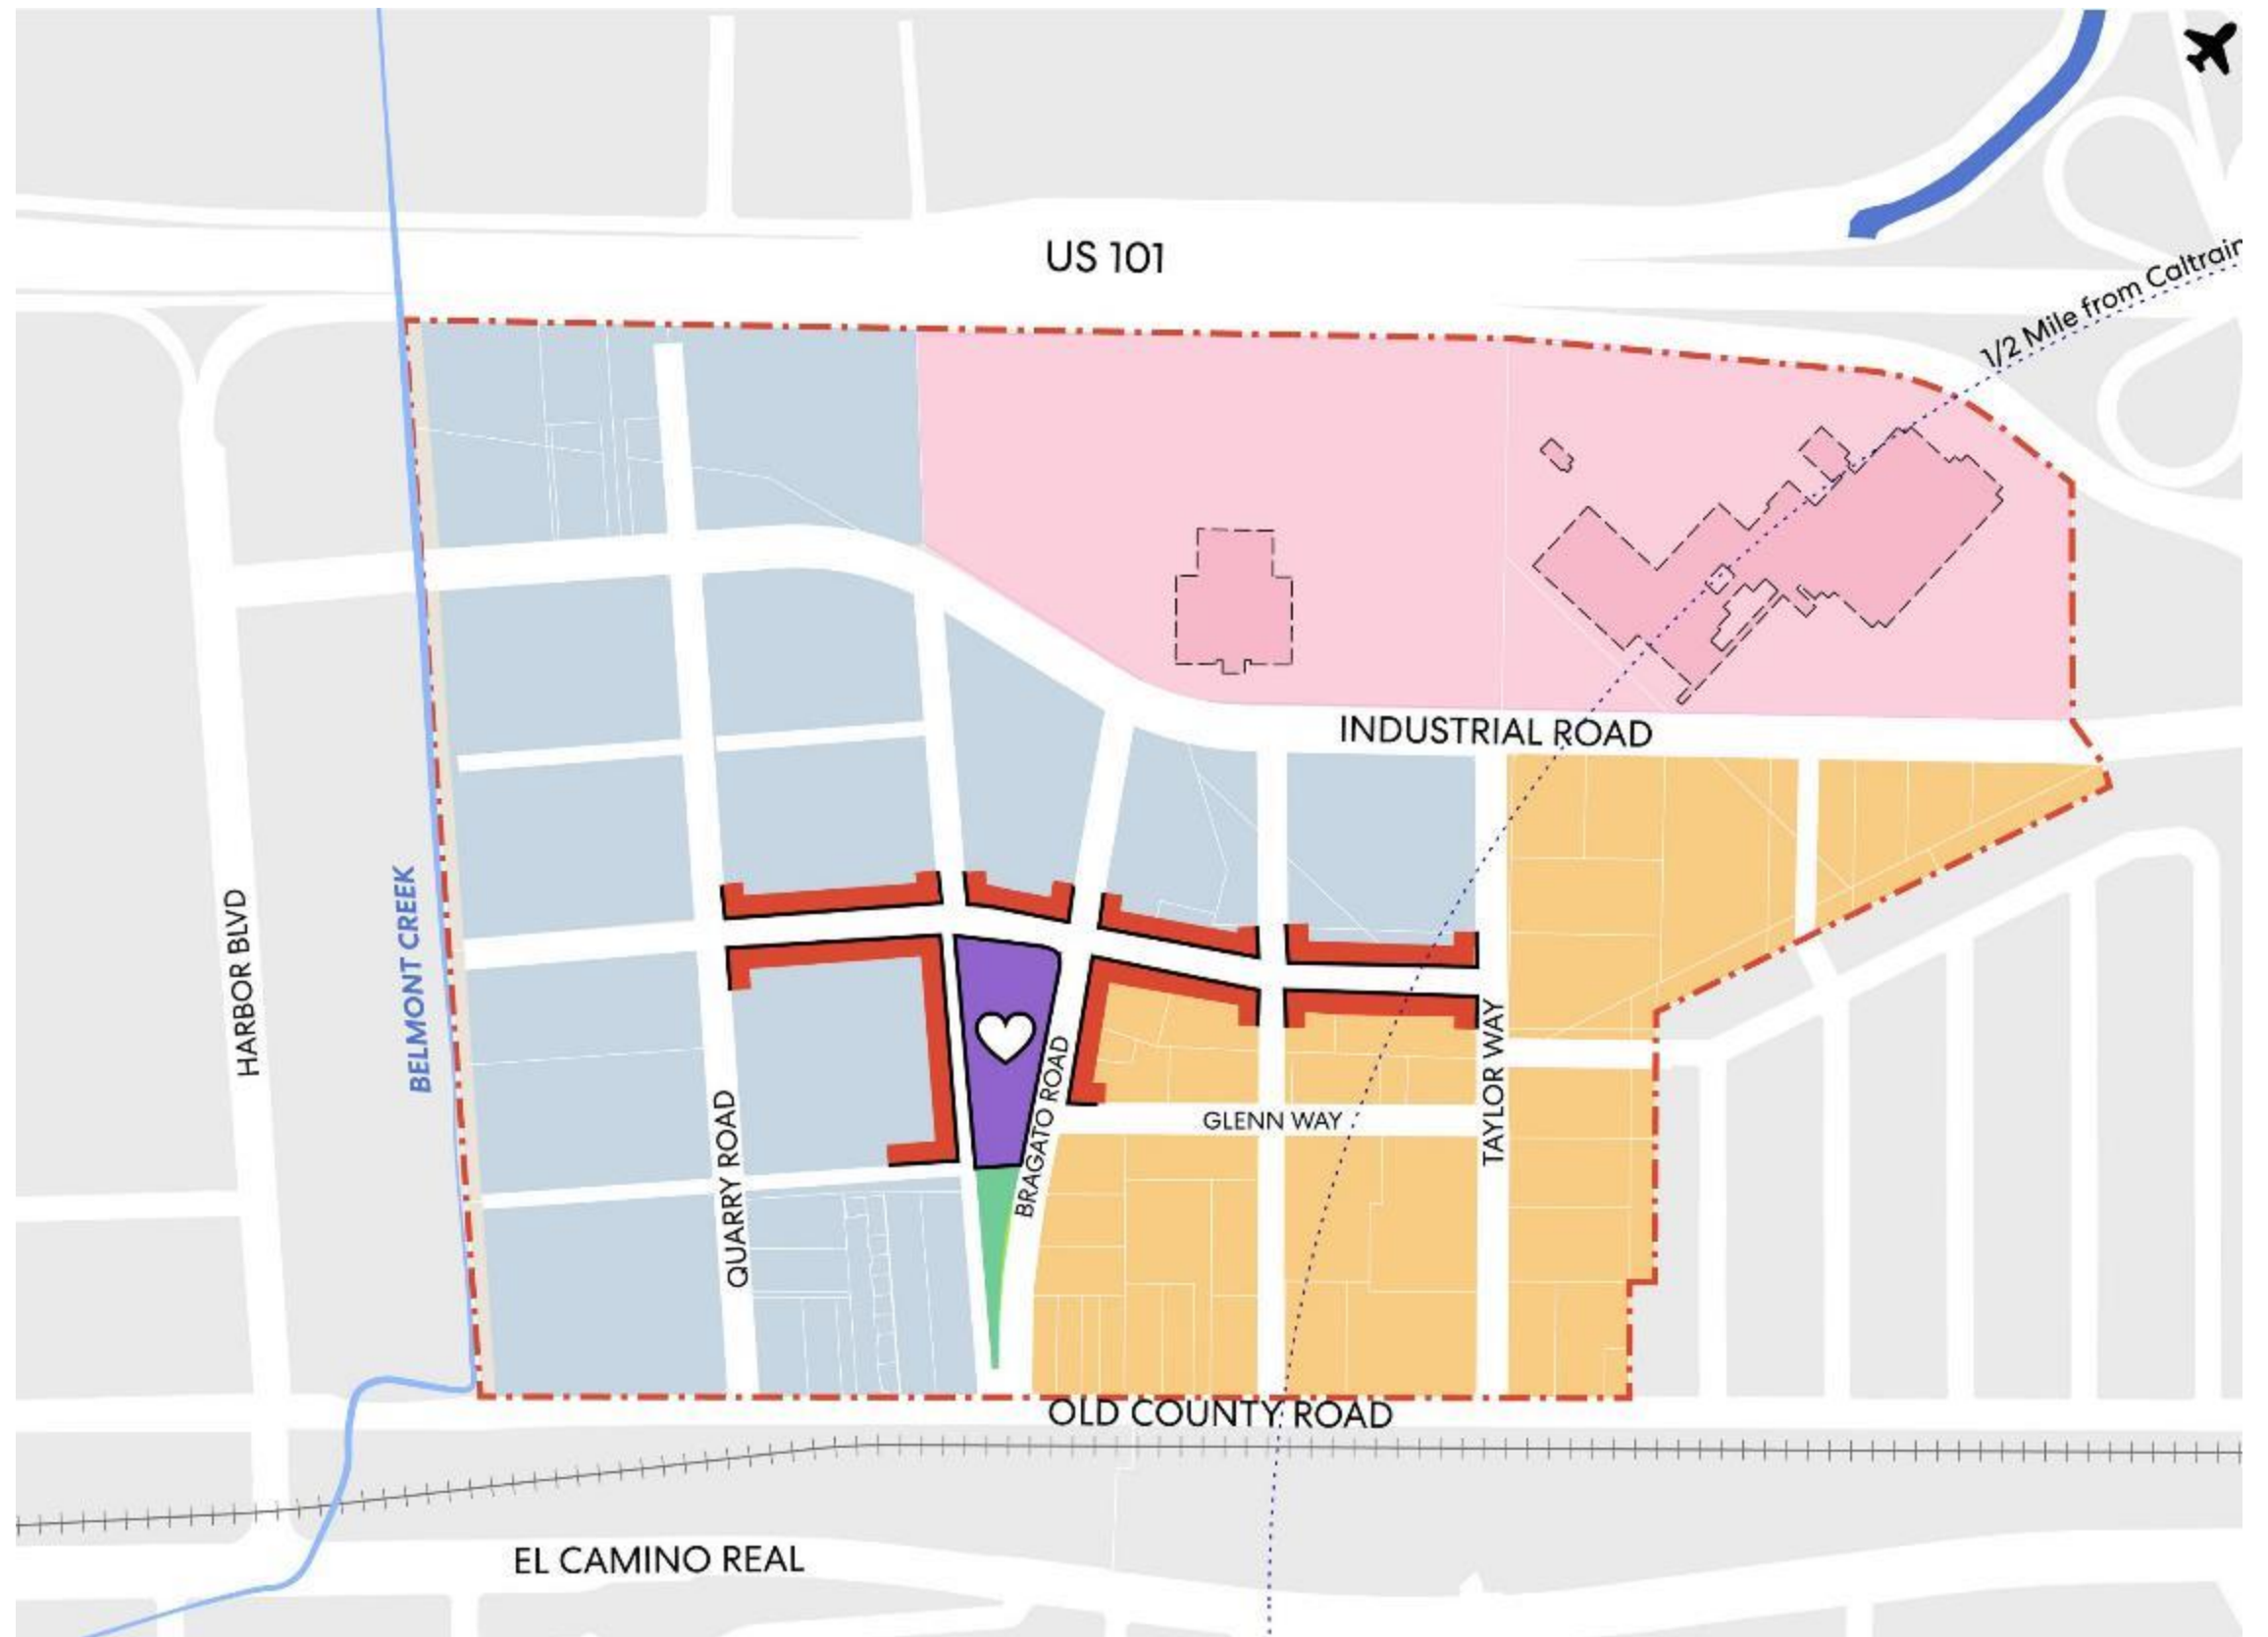 US 101
1/2 Mile from Caltrain
INDUSTRIAL ROAD
HARBOR BLVD
BELMONT CREEK
TAYLOR WAY
BRAGATO ROAD
GLENN WAY
QUARRY ROAD
OLD COUNTY ROAD
EL CAMINO REAL